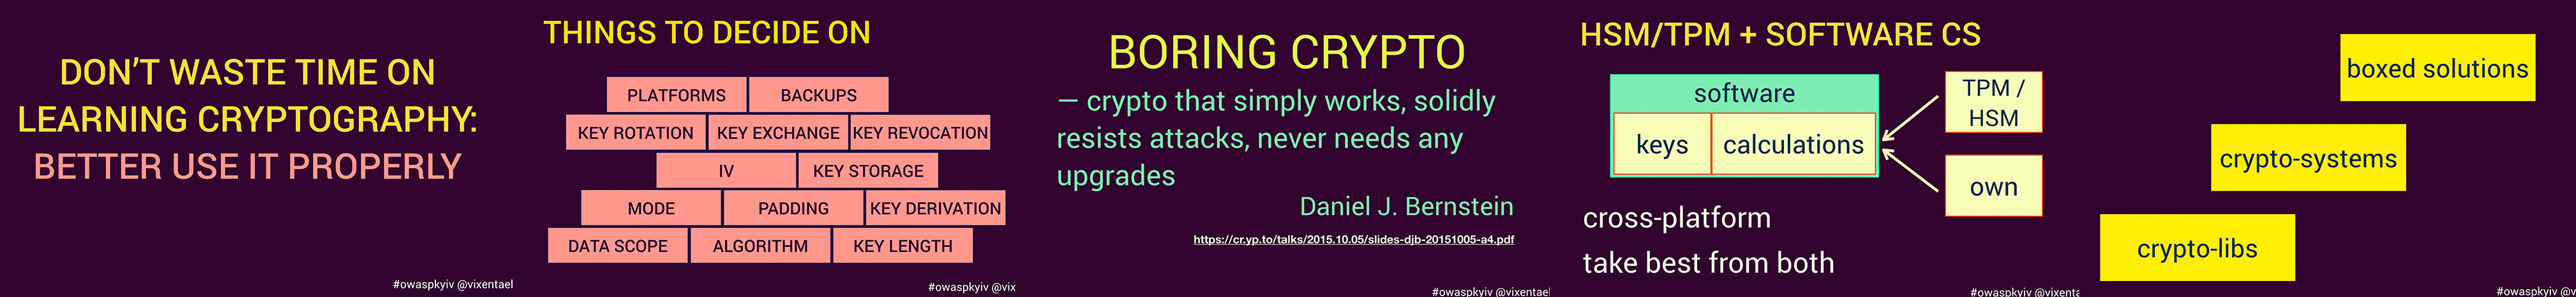 DON'T WASTE TIME ON
LEARNING CRYPTOGRAPHY:
BETTER USE IT PROPERLY
#owaspkyiv @vixentael
THINGS TO DECIDE ON
PLATFORMS BACKUPS
KEY ROTATION KEY EXCHANGE KEY REVOCATION
IV KEY STORAGE
MODE PADDING KEY DERIVATION
DATA SCOPE ALGORITHM KEY LENGTH
#owaspkyiv @vix
BORING CRYPTO
— crypto that simply works, solidly
resists attacks, never needs any
upgrades
Daniel J. Bernstein
https://cr.yp.to/talks/2015.10.05/slides-djb-20151005-a4.pdf
#owaspkyiv @vixentael
HSM/TPM + SOFTWARE CS
software
keys calculations
TPM /
HSM
own
cross-platform
take best from both
#owaspkyiv @vixenta
boxed solutions
crypto-systems
crypto-libs
#owaspkyiv @v